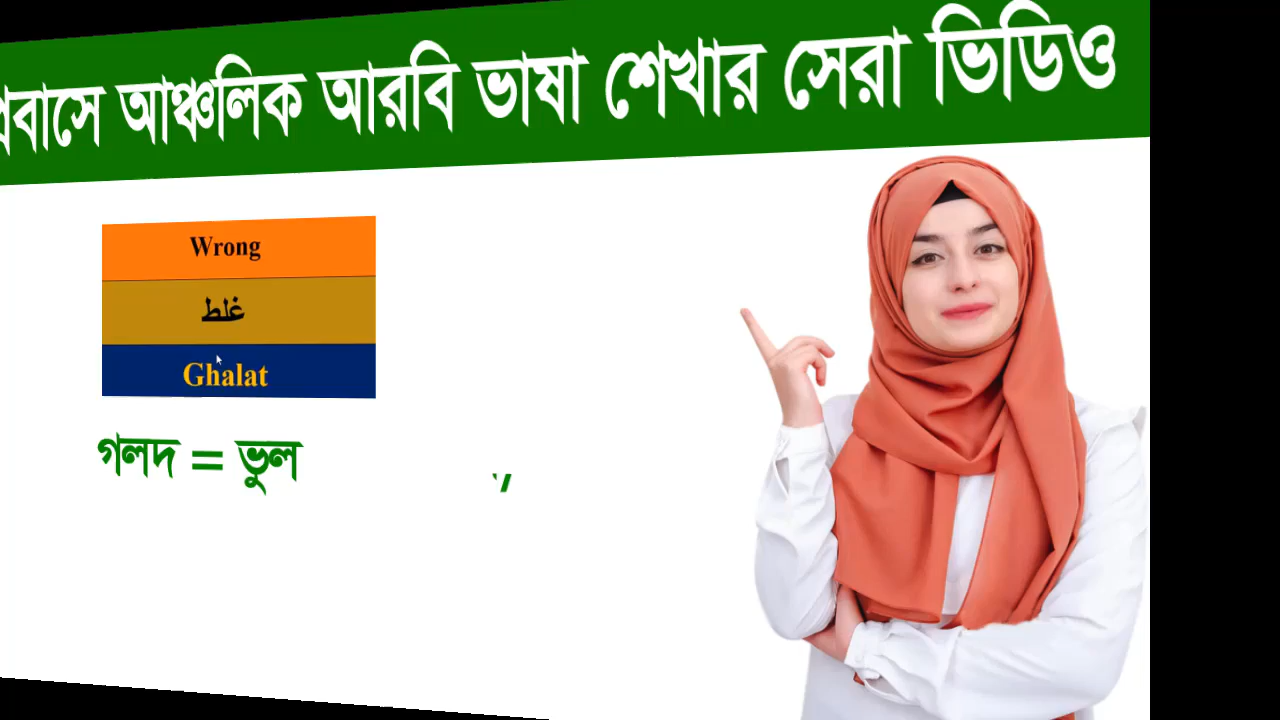 প্রবাসে আঞ্চলিক আরবি ভাষা শেখার সেরা ভিডিও
Wrong
غلط
Ghalat
গলদ = ভুল